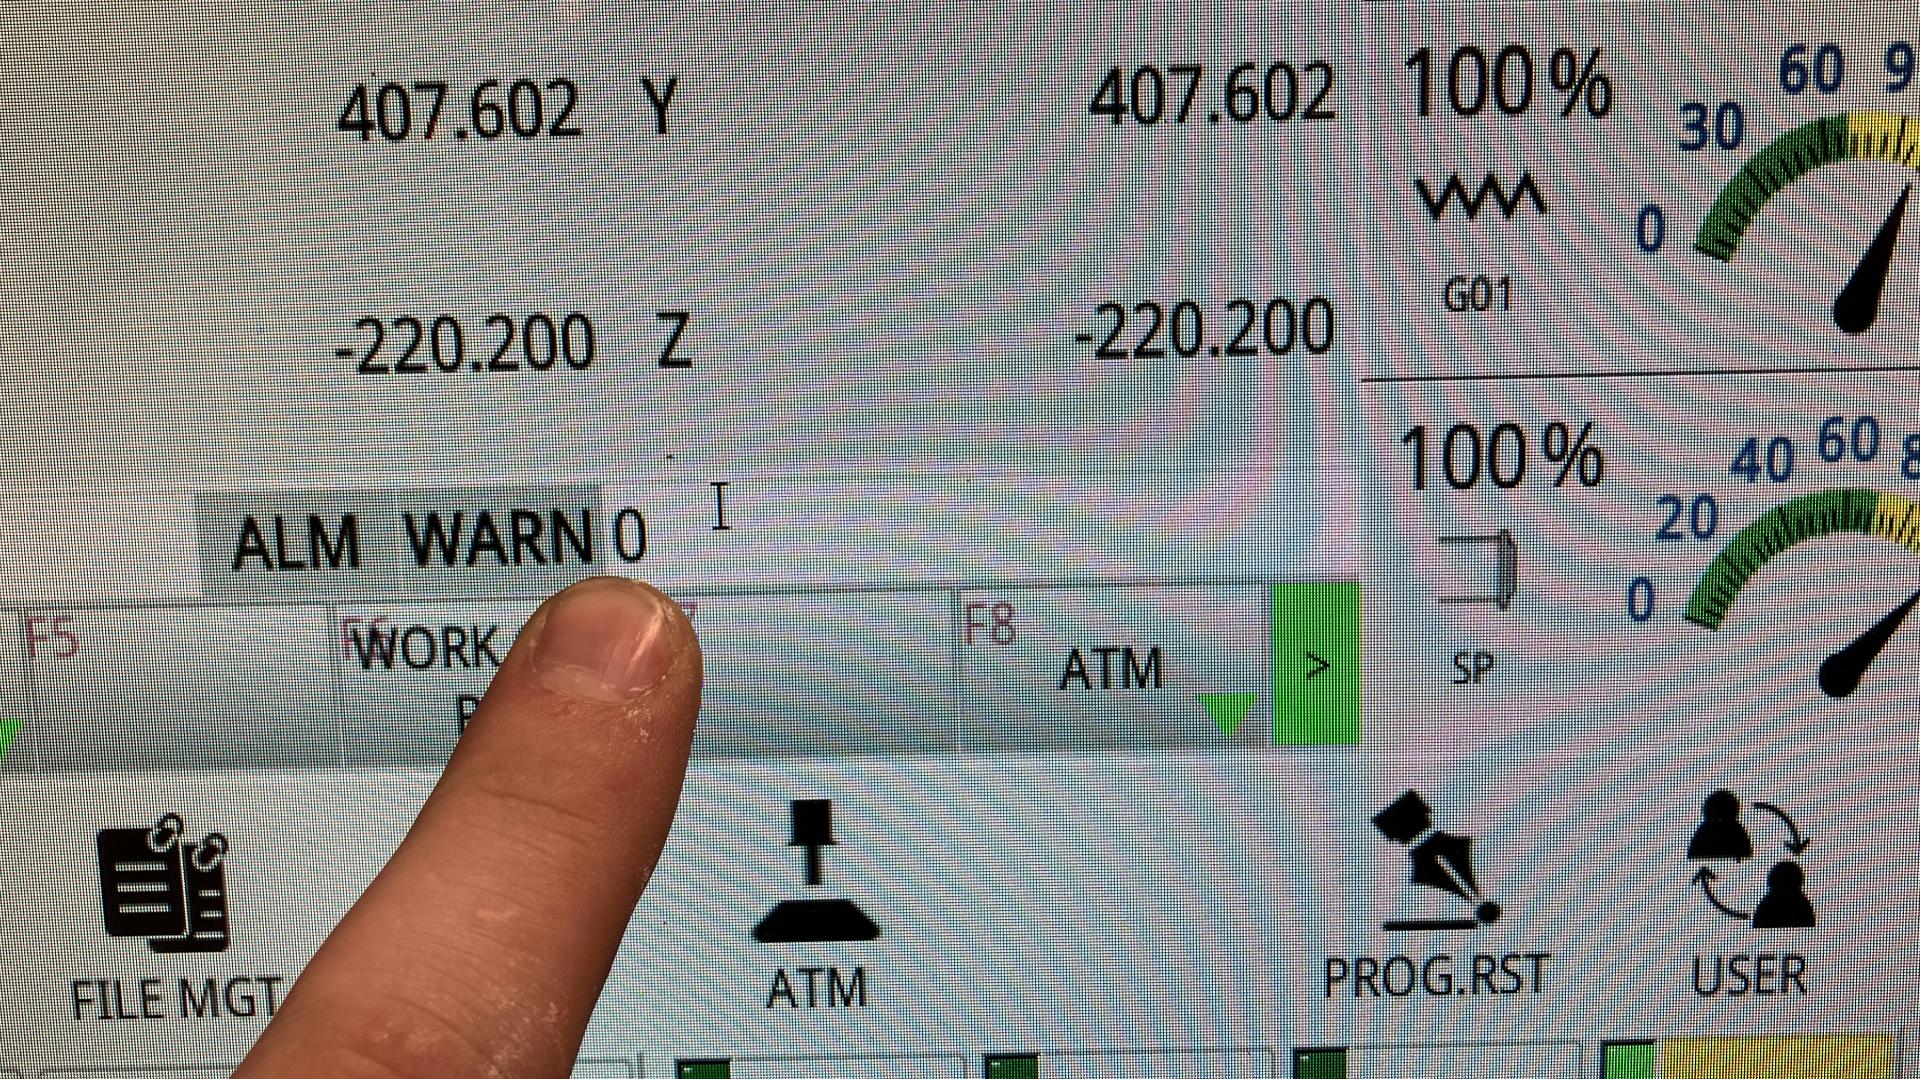 407.602 Y 407.602 100%
30 60
0
G01
-220.200 Z -220.200
100%
20 40 60
0
SP
ALM WARN 0
F5 F6 WORK F8 ATM >
FILE MGT ATM PROG.RST USER